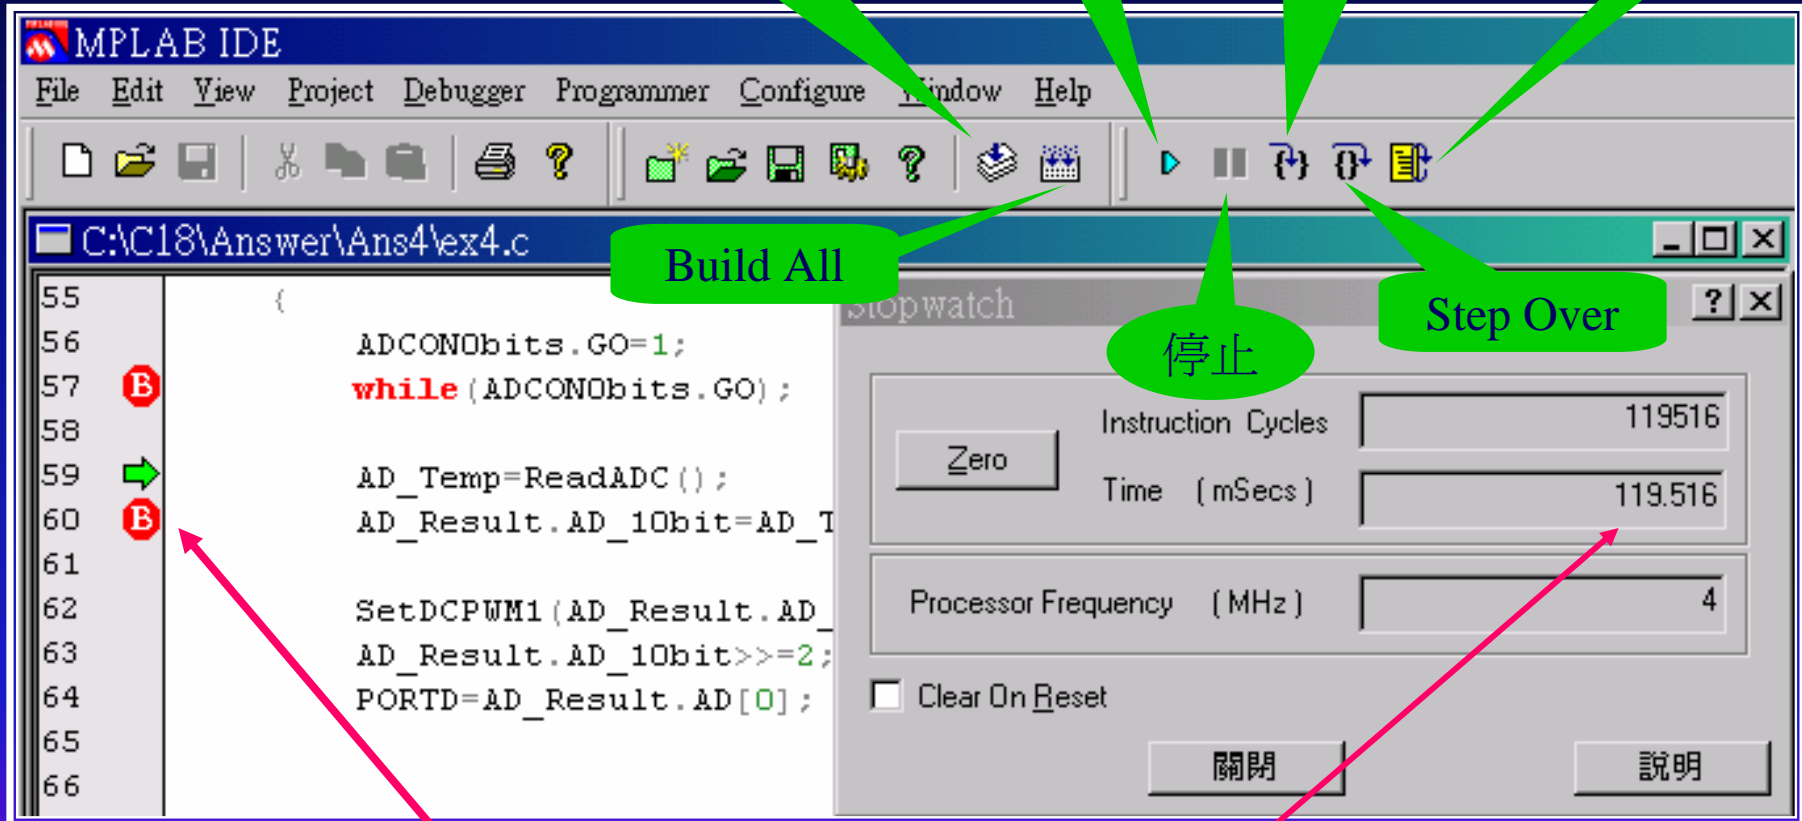 MPLAB IDE
File Edit View Project Debugger Programmer Configure Window Help
C:\C18\Answer\Ans4\ex4.c
Build All
停止
Step Over
55 {
56 ADCON0bits.GO=1;
57 B while(ADCON0bits.GO);
58
59 AD_Temp=ReadADC();
60 B AD_Result.AD_10bit=AD_T
61
62 SetDCPWM1(AD_Result.AD_
63 AD_Result.AD_10bit>>=2;
64 PORTD=AD_Result.AD[0];
65
66
Stopwatch
Zero
Instruction Cycles 119516
Time (mSecs) 119.516
Processor Frequency (MHz) 4
Clear On Reset
關閉 說明